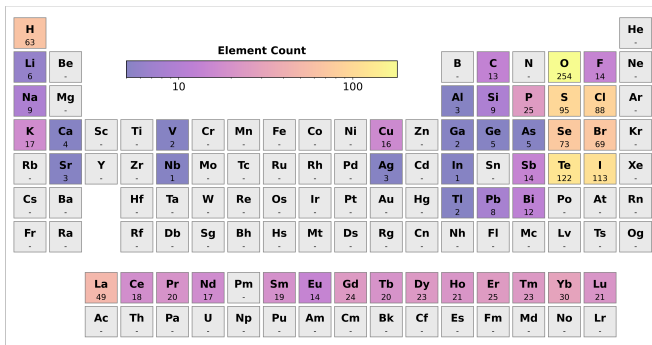 H He
63 -
Element Count
Li Be B C N O F Ne
6 - - 13 - 254 14 -
10 100
Na Mg Al Si P S Cl Ar
9 - 3 9 25 95 88 -
K Ca Sc Ti V Cr Mn Fe Co Ni Cu Zn Ga Ge As Se Br Kr
17 4 - - 2 - - - - - 16 - 2 5 5 73 69 -
Rb Sr Y Zr Nb Mo Tc Ru Rh Pd Ag Cd In Sn Sb Te I Xe
- 3 - - 1 - - - - - 3 - 1 - 14 122 113 -
Cs Ba Hf Ta W Re Os Ir Pt Au Hg Tl Pb Bi Po At Rn
- - - - - - - - - - - 2 8 12 - - -
Fr Ra Rf Db Sg Bh Hs Mt Ds Rg Cn Nh Fl Mc Lv Ts Og
- - - - - - - - - - - - - - - - -
La Ce Pr Nd Pm Sm Eu Gd Tb Dy Ho Er Tm Yb Lu
49 18 20 17 - 19 14 24 20 23 21 25 23 30 21
Ac Th Pa U Np Pu Am Cm Bk Cf Es Fm Md No Lr
- - - - - - - - - - - - - - -